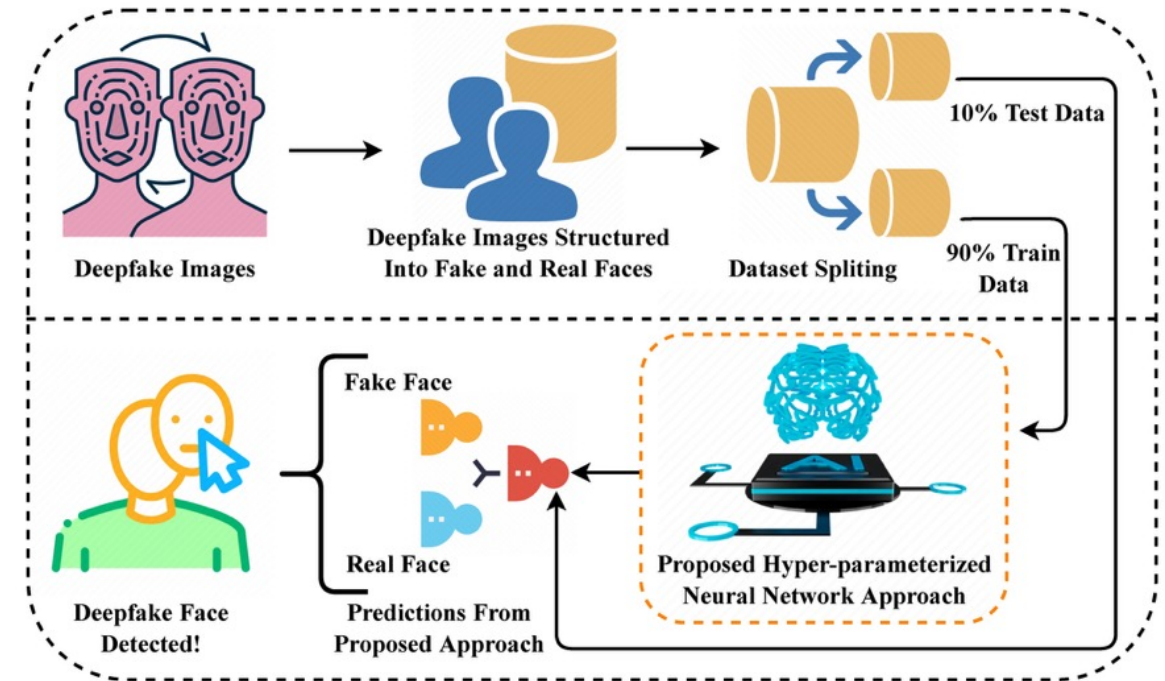 10% Test Data
Deepfake Images Structured
Into Fake and Real Faces
Deepfake Images
Dataset Spliting
90% Train
Data
Fake Face
AI
Real Face
Proposed Hyper-parameterized
Neural Network Approach
Deepfake Face
Detected!
Predictions From
Proposed Approach